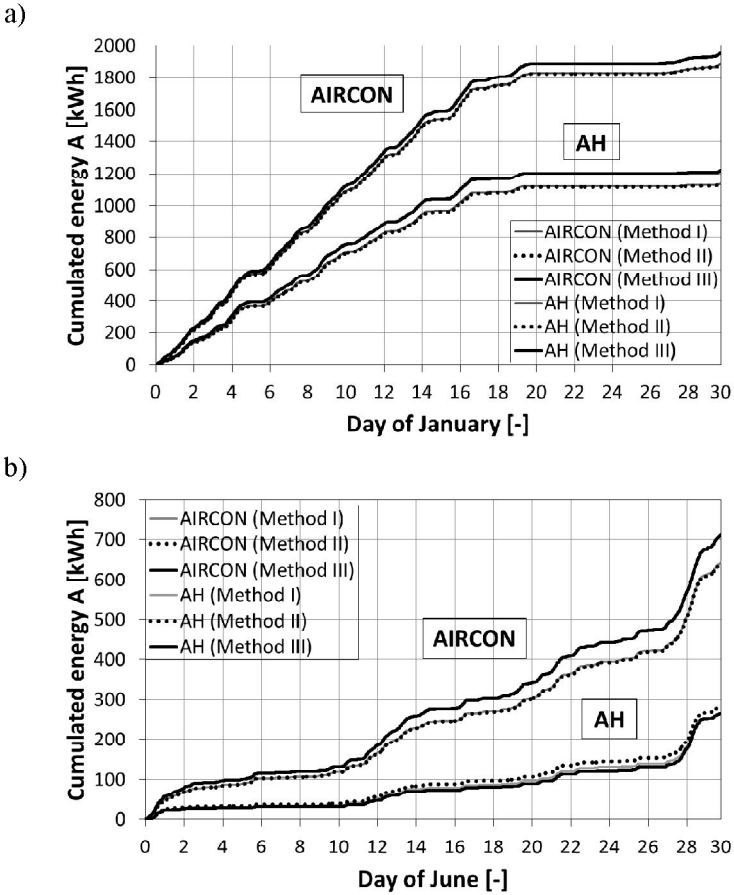 a)
Cumulated energy A [kWh]
2000
1800
1600
1400
1200
1000
800
600
400
200
0
AIRCON
AH
AIRCON (Method I)
AIRCON (Method II)
AIRCON (Method III)
AH (Method I)
AH (Method II)
AH (Method III)
0 2 4 6 8 10 12 14 16 18 20 22 24 26 28 30
Day of January [-]
b)
Cumulated energy A [kWh]
800
700
600
500
400
300
200
100
0
AIRCON (Method I)
AIRCON (Method II)
AIRCON (Method III)
AH (Method I)
AH (Method II)
AH (Method III)
AIRCON
AH
0 2 4 6 8 10 12 14 16 18 20 22 24 26 28 30
Day of June [-]